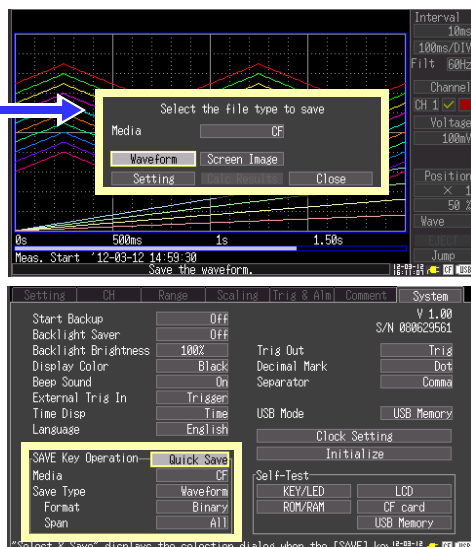 Interval
10ms
100ms/DIV
Filt 60Hz
Channel
CH 1
Voltage
100mV
Position
× 1
50 %
Wave
EJECT
Jump
Select the file type to save
Media CF
Waveform Screen Image
Setting Calc Results Close
0s 500ms 1s 1.50s
Meas. Start '12-03-12 14:59:30
Save the waveform.
CF USB
Setting CH Range Scaling Trig & Alm Comment System
Start Backup Off
Backlight Saver Off
Backlight Brightness 100%
Display Color Black
Beep Sound On
External Trig In Trigger
Time Disp Time
Language English
V 1.00
S/N 080629561
Trig Out Trig
Decimal Mark Dot
Separator Comma
USB Mode USB Memory
Clock Setting
Initialize
SAVE Key Operation Quick Save
Media CF
Save Type Waveform
Format Binary
Span All
Self-Test
KEY/LED LCD
ROM/RAM CF card
USB Memory
"Select & Save" displays the selection dialog when the [SAVE] key
CF USB